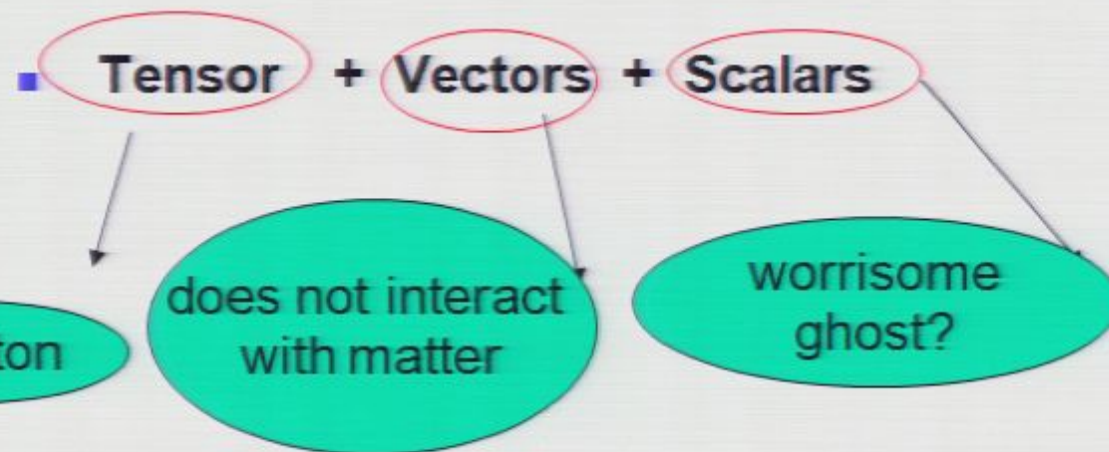 Tensor + Vectors + Scalars
does not interact
with matter
worrisome
ghost?
ton